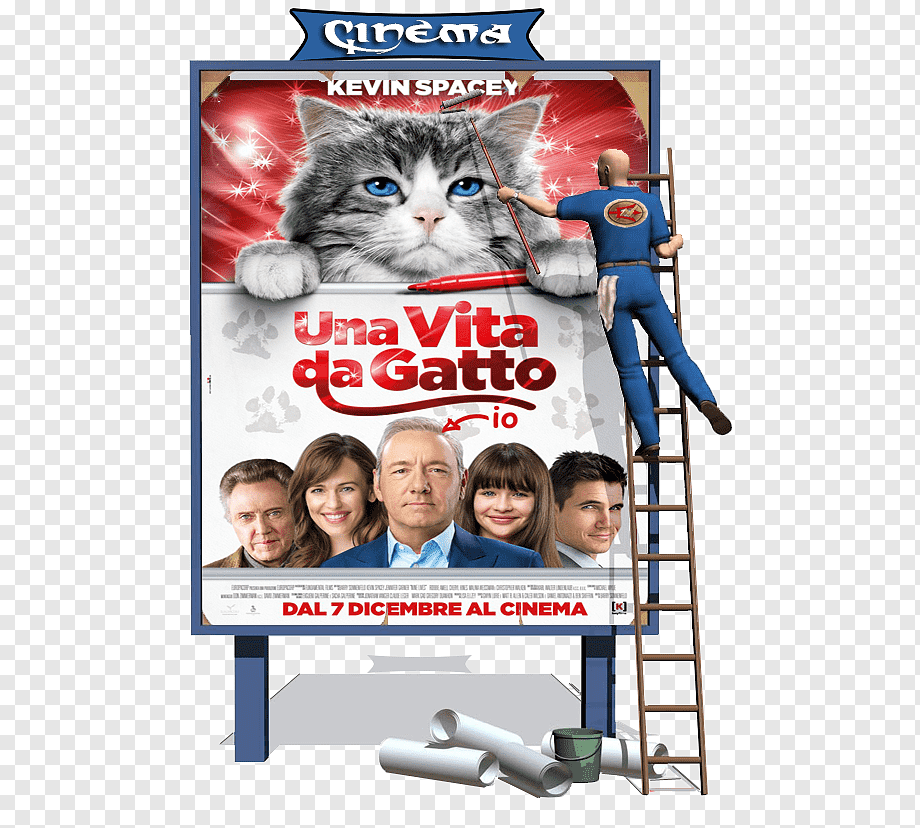 Cinema
KEVIN SPACEY
Una Vita
da Gatto
io
DAL 7 DICEMBRE AL CINEMA
[K]